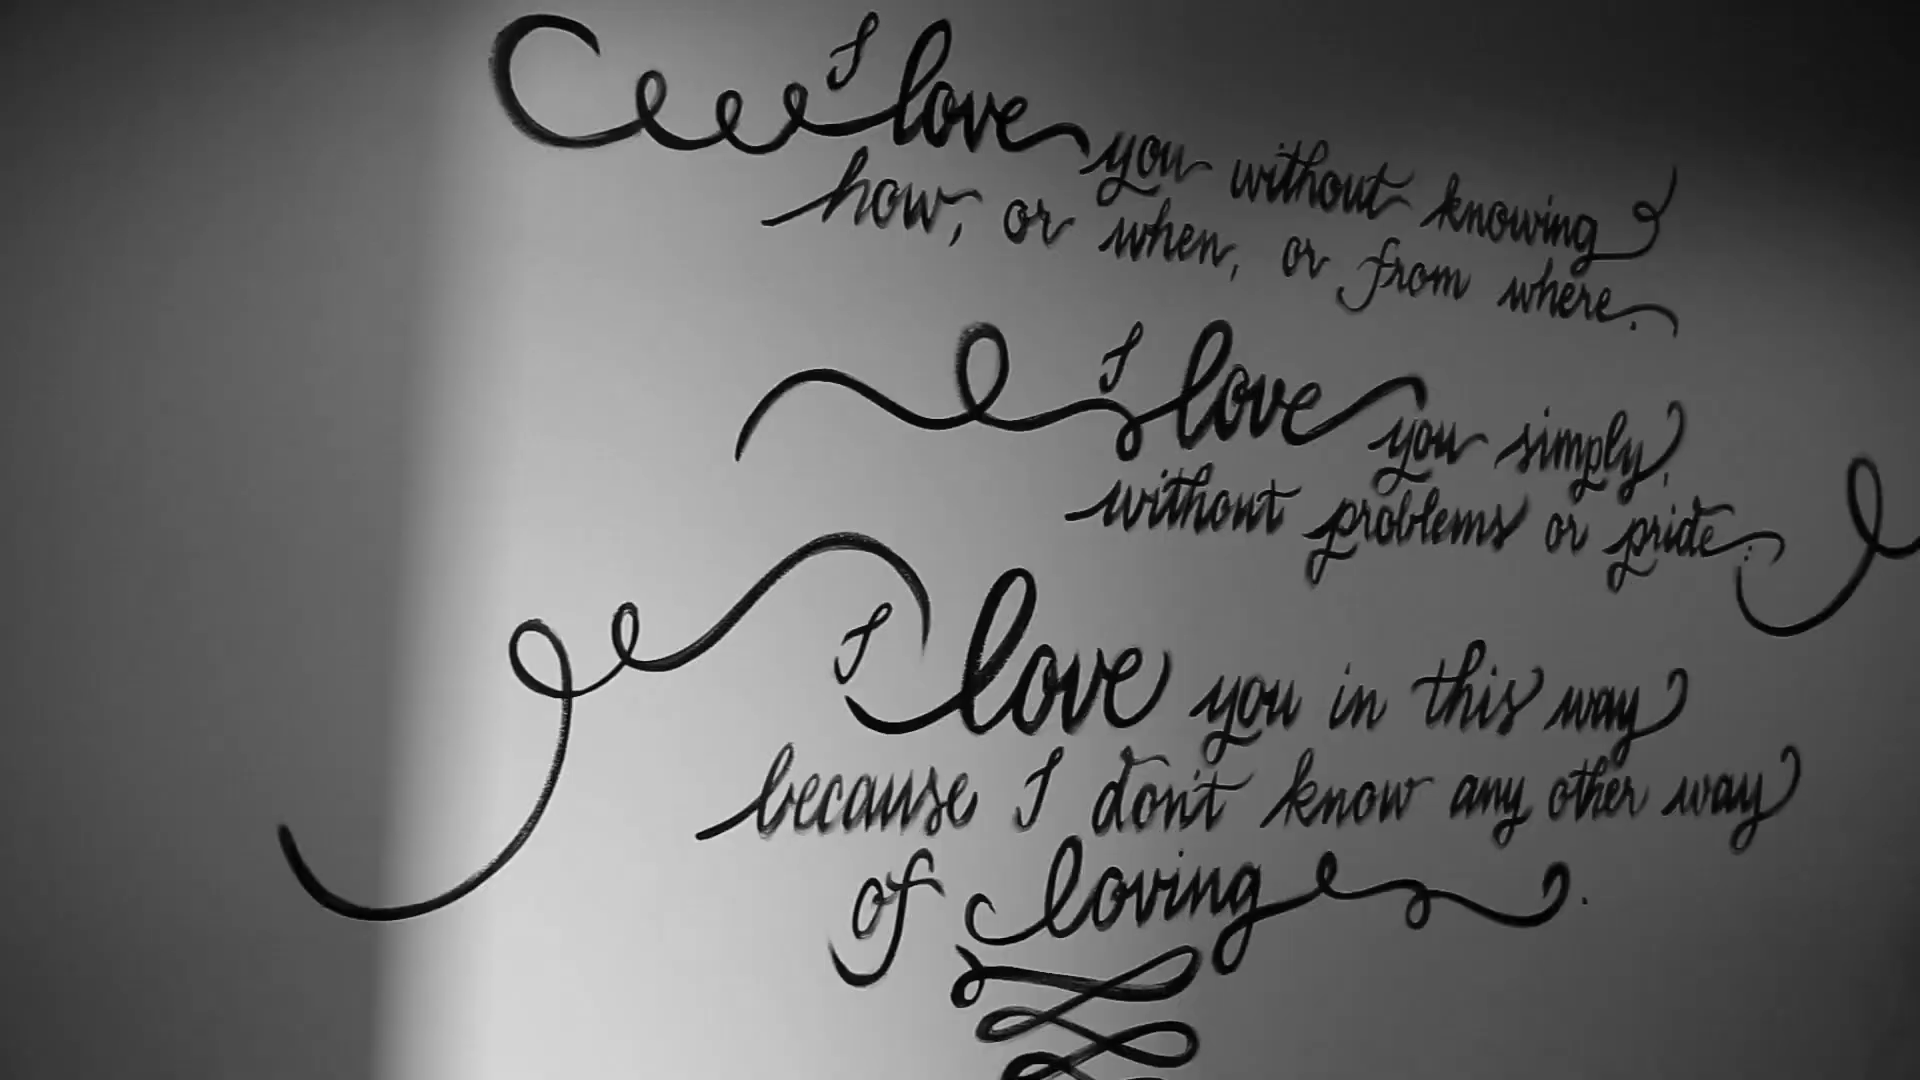 I love you without knowing
how, or when, or from where.
I love you simply,
without problems or pride:
I love you in this way
because I don't know any other way
of loving.